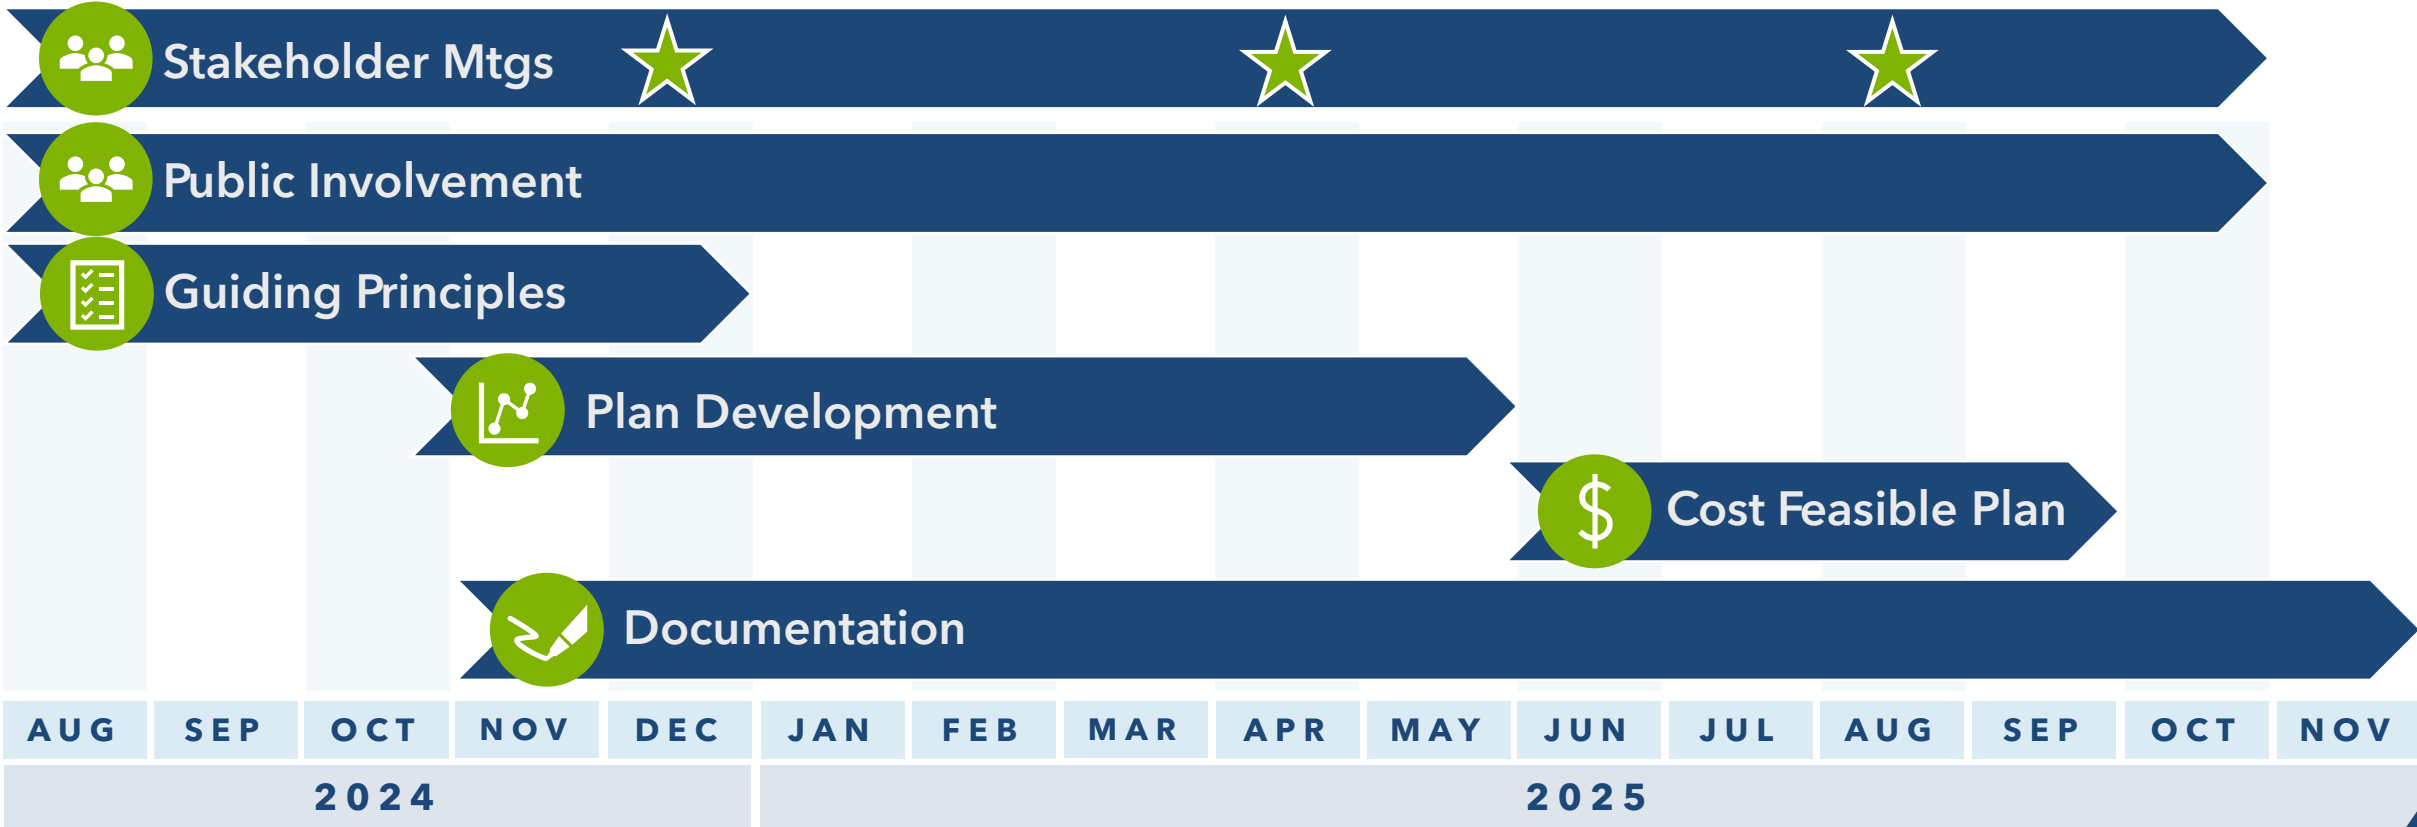 Stakeholder Mtgs
Public Involvement
Guiding Principles
Plan Development
Cost Feasible Plan
Documentation
AUG SEP OCT NOV DEC JAN FEB MAR APR MAY JUN JUL AUG SEP OCT NOV
2024 2025